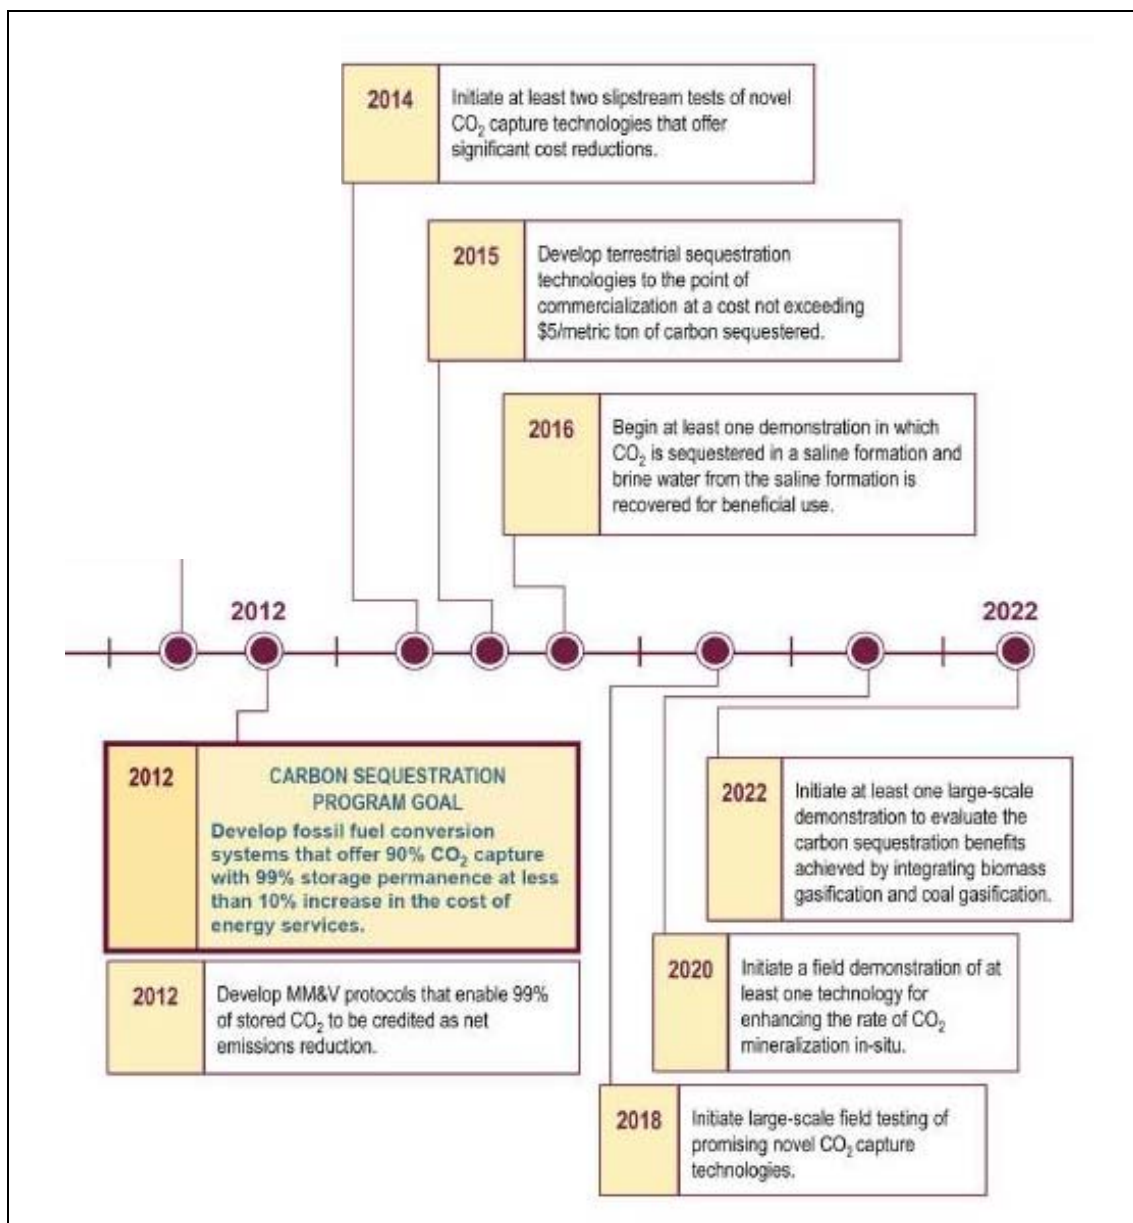 2014
Initiate at least two slipstream tests of novel
CO₂ capture technologies that offer
significant cost reductions.
2015
Develop terrestrial sequestration
technologies to the point of
commercialization at a cost not exceeding
$5/metric ton of carbon sequestered.
2016
Begin at least one demonstration in which
CO₂ is sequestered in a saline formation and
brine water from the saline formation is
recovered for beneficial use.
2012
2022
2012
CARBON SEQUESTRATION
PROGRAM GOAL
Develop fossil fuel conversion
systems that offer 90% CO₂ capture
with 99% storage permanence at less
than 10% increase in the cost of
energy services.
2012
Develop MM&V protocols that enable 99%
of stored CO₂ to be credited as net
emissions reduction.
2022
Initiate at least one large-scale
demonstration to evaluate the
carbon sequestration benefits
achieved by integrating biomass
gasification and coal gasification.
2020
Initiate a field demonstration of at
least one technology for
enhancing the rate of CO₂
mineralization in-situ.
2018
Initiate large-scale field testing of
promising novel CO₂ capture
technologies.